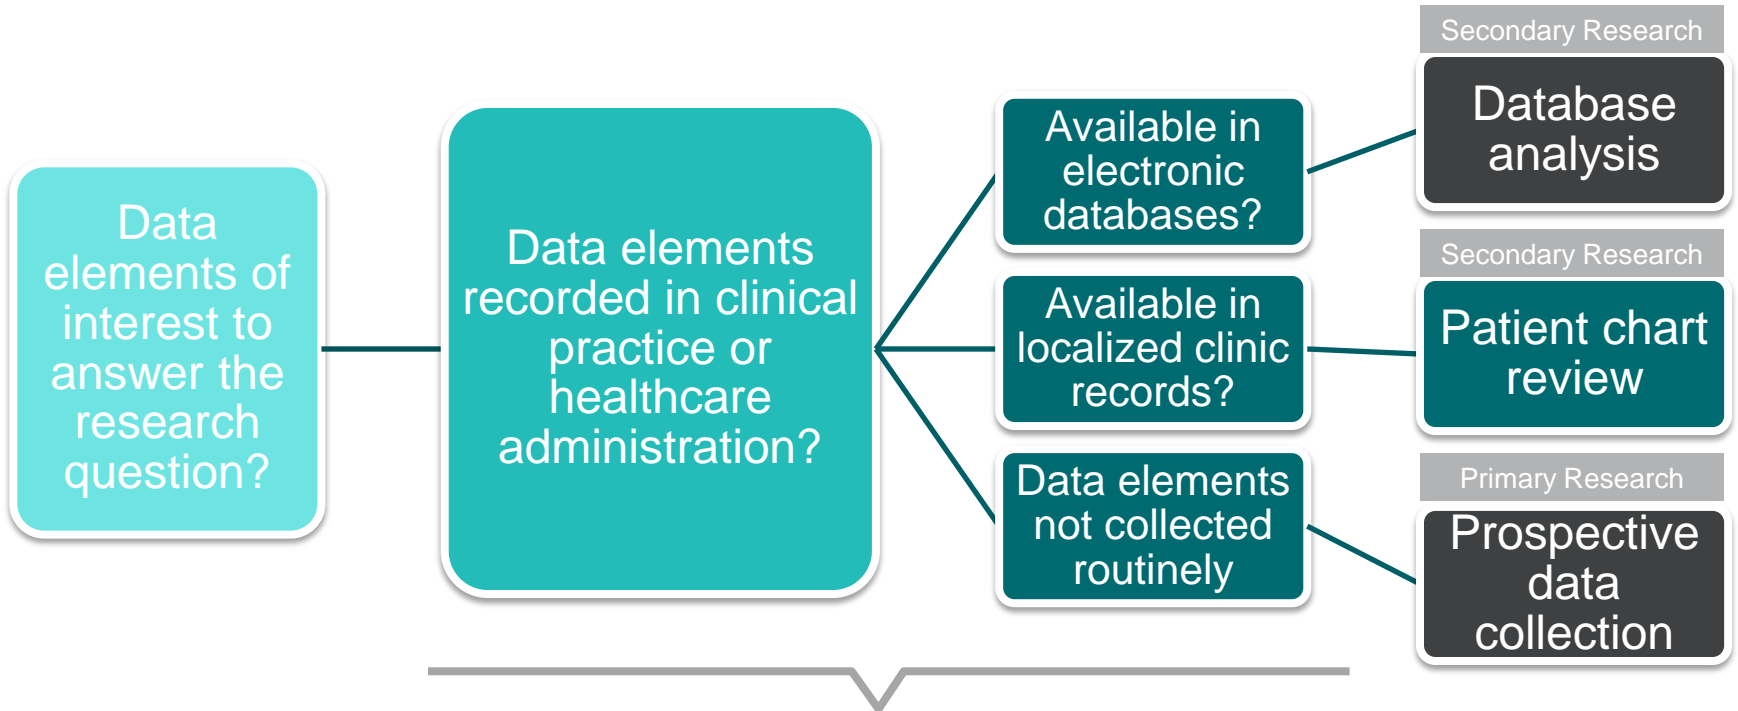 Data
elements of
interest to
answer the
research
question?
Data elements
recorded in clinical
practice or
healthcare
administration?
Available in
electronic
databases?
Available in
localized clinic
records?
Data elements
not collected
routinely
Secondary Research
Database
analysis
Secondary Research
Patient chart
review
Primary Research
Prospective
data
collection